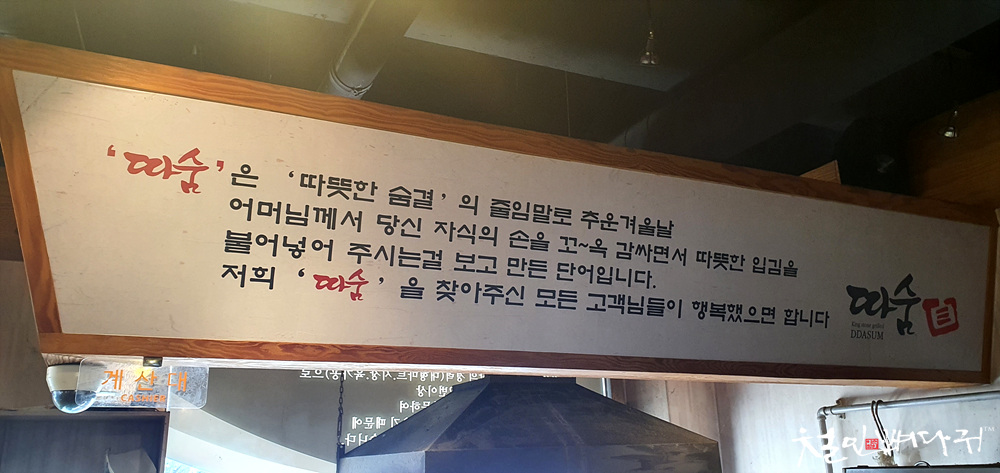 '따숨'은 '따뜻한 숨결'의 줄임말로 추운겨울날
어머님께서 당신 자식의 손을 꼬~옥 감싸면서 따뜻한 입김을
불어넣어 주시는걸 보고 만든 단어입니다.
저희 '따숨'을 찾아주신 모든 고객님들이 행복했으면 합니다
따숨
DDASUM
계산대
CASHIER